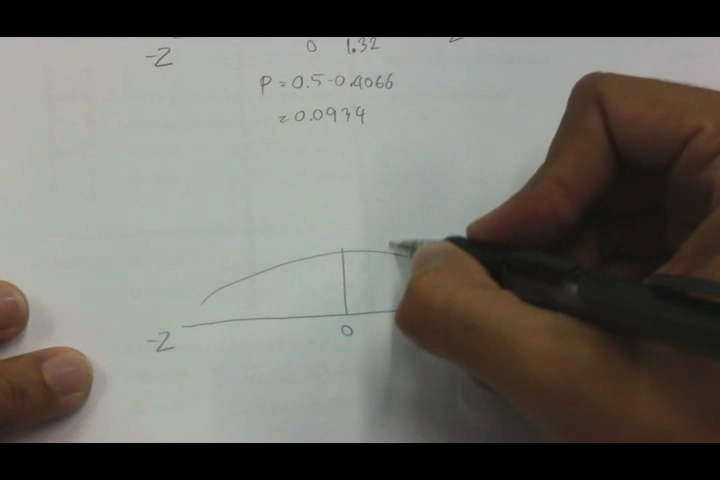 -Z 0 1.32 Z
P = 0.5-0.4066
= 0.0934
-Z 0